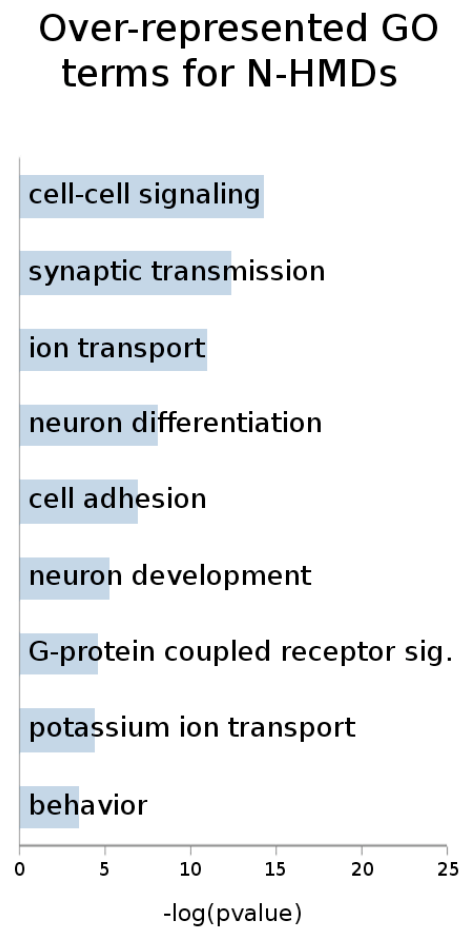 Over-represented GO
terms for N-HMDs
cell-cell signaling
synaptic transmission
ion transport
neuron differentiation
cell adhesion
neuron development
G-protein coupled receptor sig.
potassium ion transport
behavior
0 5 10 15 20 25
-log(pvalue)